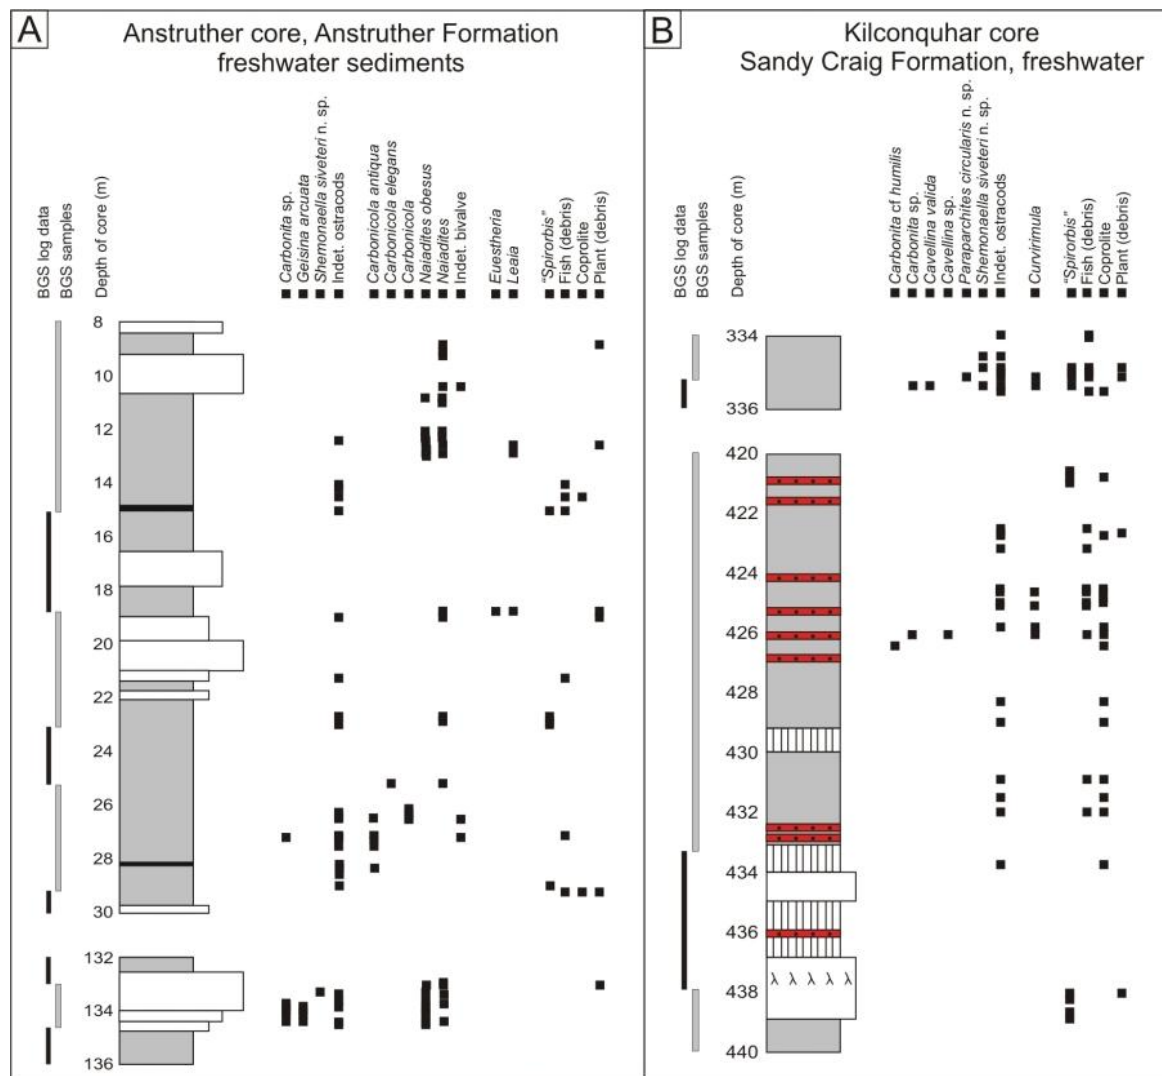 A
Anstruther core, Anstruther Formation
freshwater sediments
BGS log data
BGS samples
Depth of core (m)
Carbonita sp.
Geisina arcuata
Shemonaella siveteri n. sp.
Indet. ostracods
Carbonicola antiqua
Carbonicola elegans
Carbonicola
Naiadites obesus
Naiadites
Indet. bivalve
Euestheria
Leaia
"Spirorbis"
Fish (debris)
Coprolite
Plant (debris)
8
10
12
14
16
18
20
22
24
26
28
30
132
134
136
B
Kilconquhar core
Sandy Craig Formation, freshwater
BGS log data
BGS samples
Depth of core (m)
Carbonita cf humilis
Carbonita sp.
Cavellina valida
Cavellina sp.
Paraparchites circularis n. sp.
Shemonaella siveteri n. sp.
Indet. ostracods
Curvirimula
"Spirorbis"
Fish (debris)
Coprolite
Plant (debris)
334
336
420
422
424
426
428
430
432
434
436
λ λ λ λ λ
438
440